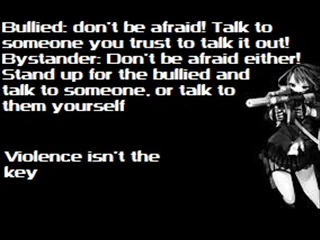 Bullied: don't be afraid! Talk to
someone you trust to talk it out!
Bystander: Don't be afraid either!
Stand up for the bullied and
talk to someone, or talk to
them yourself
Violence isn't the
key